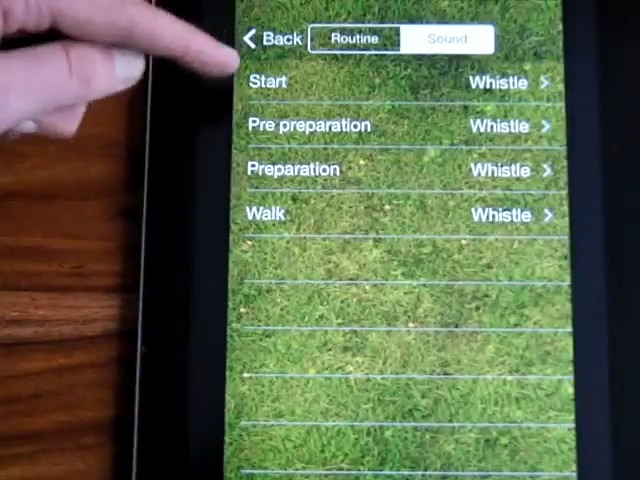 Back Routine Sound
Start Whistle
Pre preparation Whistle
Preparation Whistle
Walk Whistle